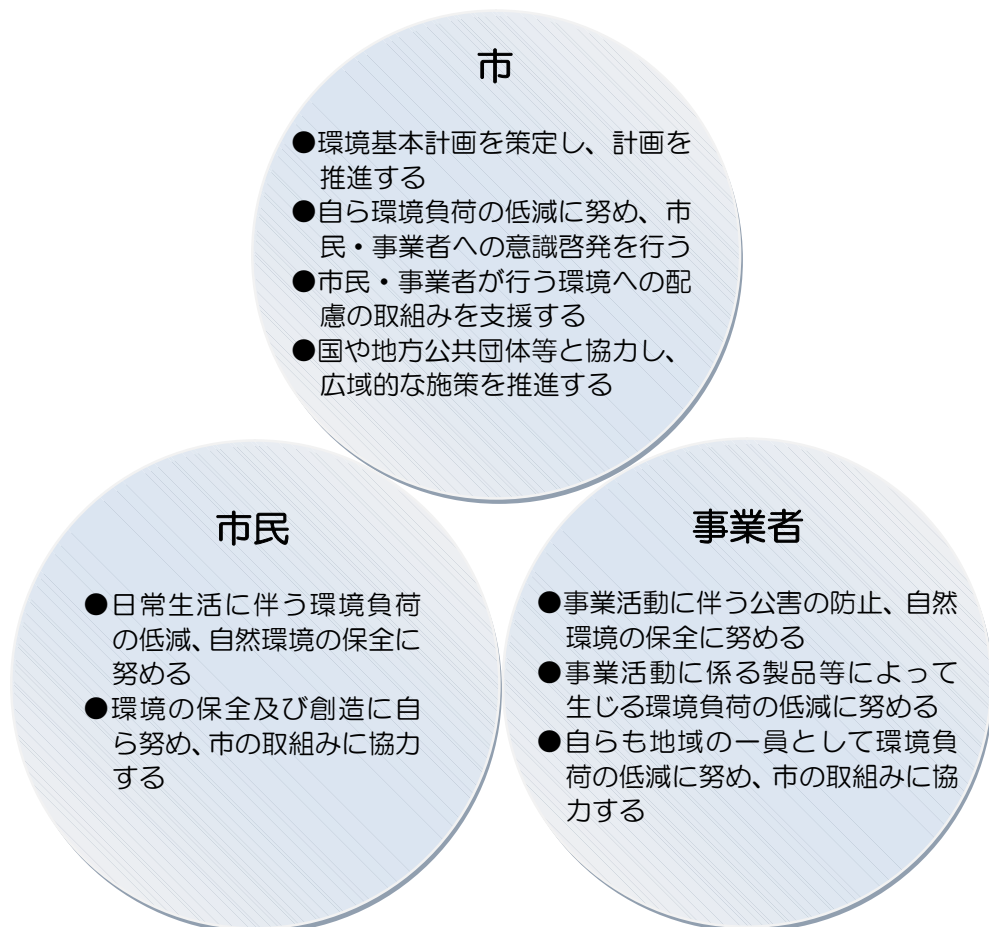 市
●環境基本計画を策定し、計画を
推進する
●自ら環境負荷の低減に努め、市
民・事業者への意識啓発を行う
●市民・事業者が行う環境への配
慮の取組みを支援する
●国や地方公共団体等と協力し、
広域的な施策を推進する
市民
●日常生活に伴う環境負荷
の低減、自然環境の保全に
努める
●環境の保全及び創造に自
ら努め、市の取組みに協力
する
事業者
●事業活動に伴う公害の防止、自然
環境の保全に努める
●事業活動に係る製品等によって
生じる環境負荷の低減に努める
●自らも地域の一員として環境負
荷の低減に努め、市の取組みに協
力する